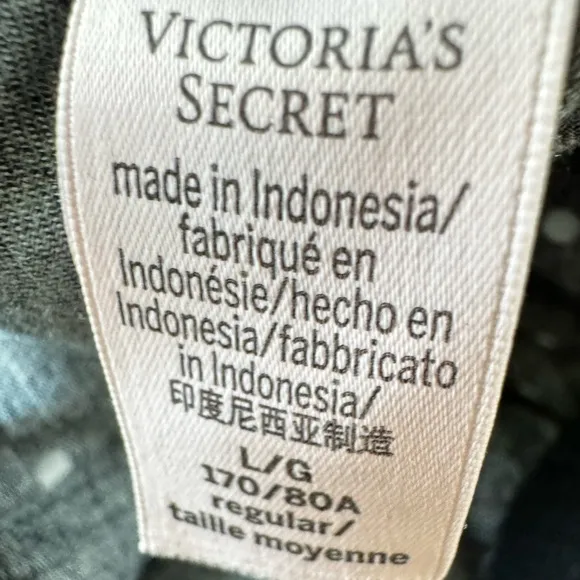 VICTORIA'S
SECRET
made in Indonesia/
fabriqué en
Indonésie/hecho en
Indonesia/fabbricato
in Indonesia/
印度尼西亚制造
L/G
170/80A
regular/
taille moyenne